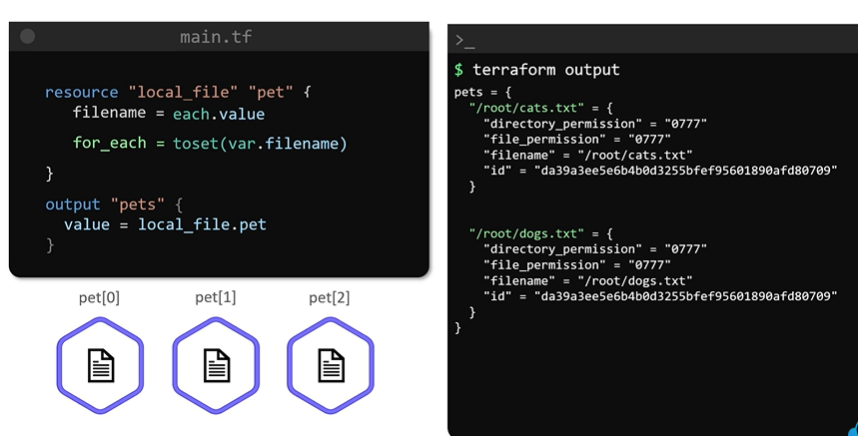 main.tf
resource "local_file" "pet" {
filename = each.value
for_each = toset(var.filename)
}
output "pets" {
value = local_file.pet
}
pet[0]
pet[1]
pet[2]
>_
$ terraform output
pets = {
"/root/cats.txt" = {
"directory_permission" = "0777"
"file_permission" = "0777"
"filename" = "/root/cats.txt"
"id" = "da39a3ee5e6b4b0d3255bfef95601890afd80709"
}
"/root/dogs.txt" = {
"directory_permission" = "0777"
"file_permission" = "0777"
"filename" = "/root/dogs.txt"
"id" = "da39a3ee5e6b4b0d3255bfef95601890afd80709"
}
}